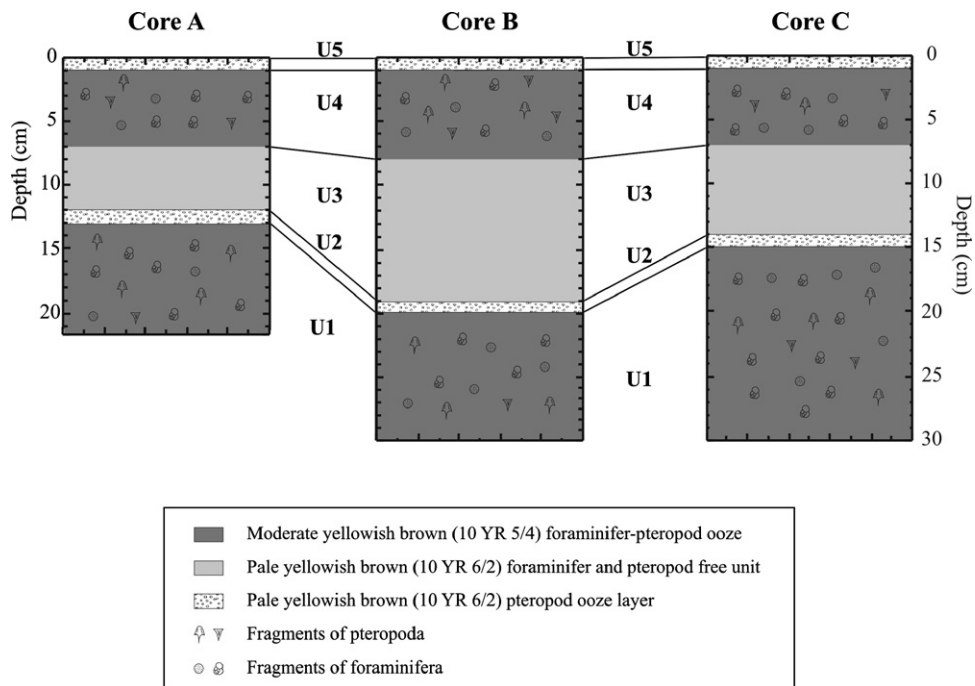 Core A
Core B
Core C
U5
U5
0
0
U4
U4
5
5
Depth (cm)
10
10
U3
U3
Depth (cm)
15
15
U2
U2
20
20
U1
U1
25
30
Moderate yellowish brown (10 YR 5/4) foraminifer-pteropod ooze
Pale yellowish brown (10 YR 6/2) foraminifer and pteropod free unit
Pale yellowish brown (10 YR 6/2) pteropod ooze layer
Fragments of pteropoda
Fragments of foraminifera